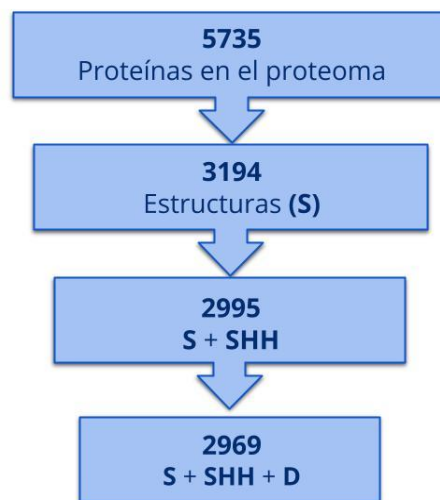 5735
Proteínas en el proteoma
3194
Estructuras (S)
2995
S + SHH
2969
S + SHH + D